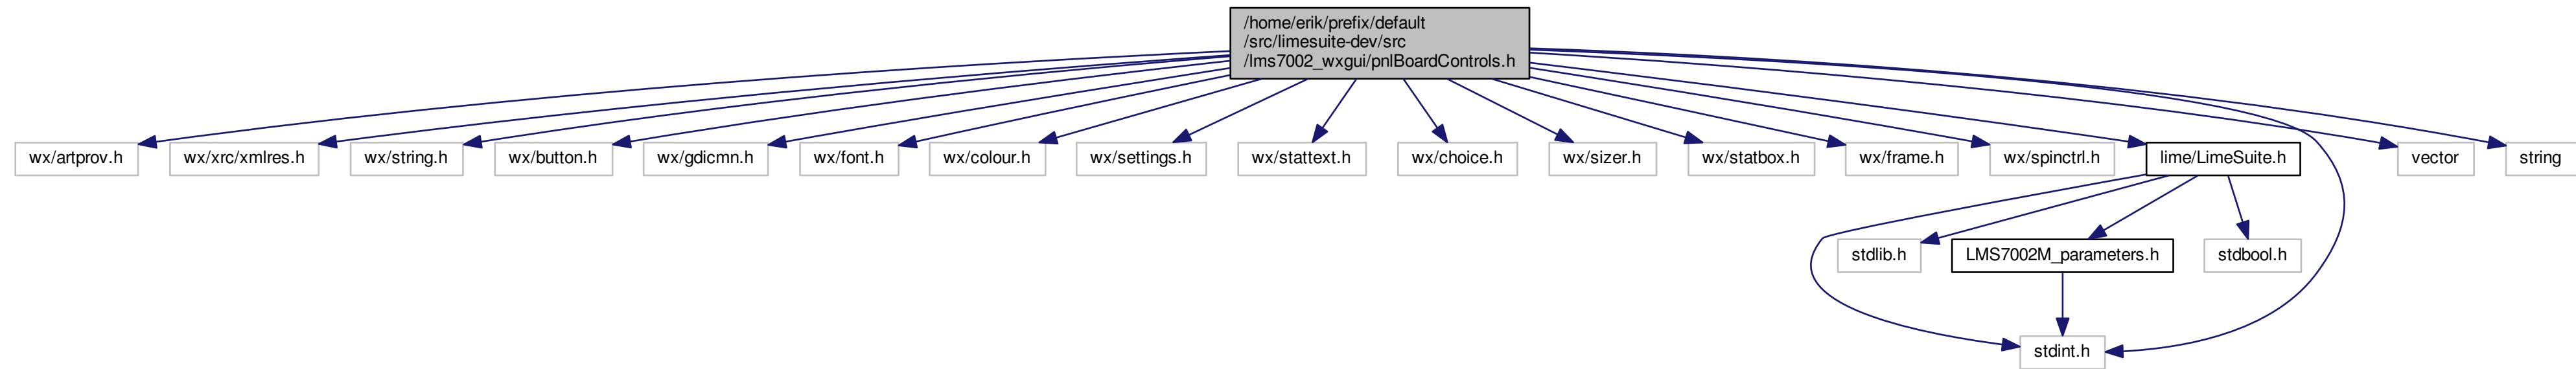 /home/erik/prefix/default
/src/limesuite-dev/src
/lms7002_wxgui/pnlBoardControls.h
wx/artprov.h
wx/xrc/xmlres.h
wx/string.h
wx/button.h
wx/gdicmn.h
wx/font.h
wx/colour.h
wx/settings.h
wx/stattext.h
wx/choice.h
wx/sizer.h
wx/statbox.h
wx/frame.h
wx/spinctrl.h
lime/LimeSuite.h
vector
string
stdlib.h
LMS7002M_parameters.h
stdbool.h
stdint.h